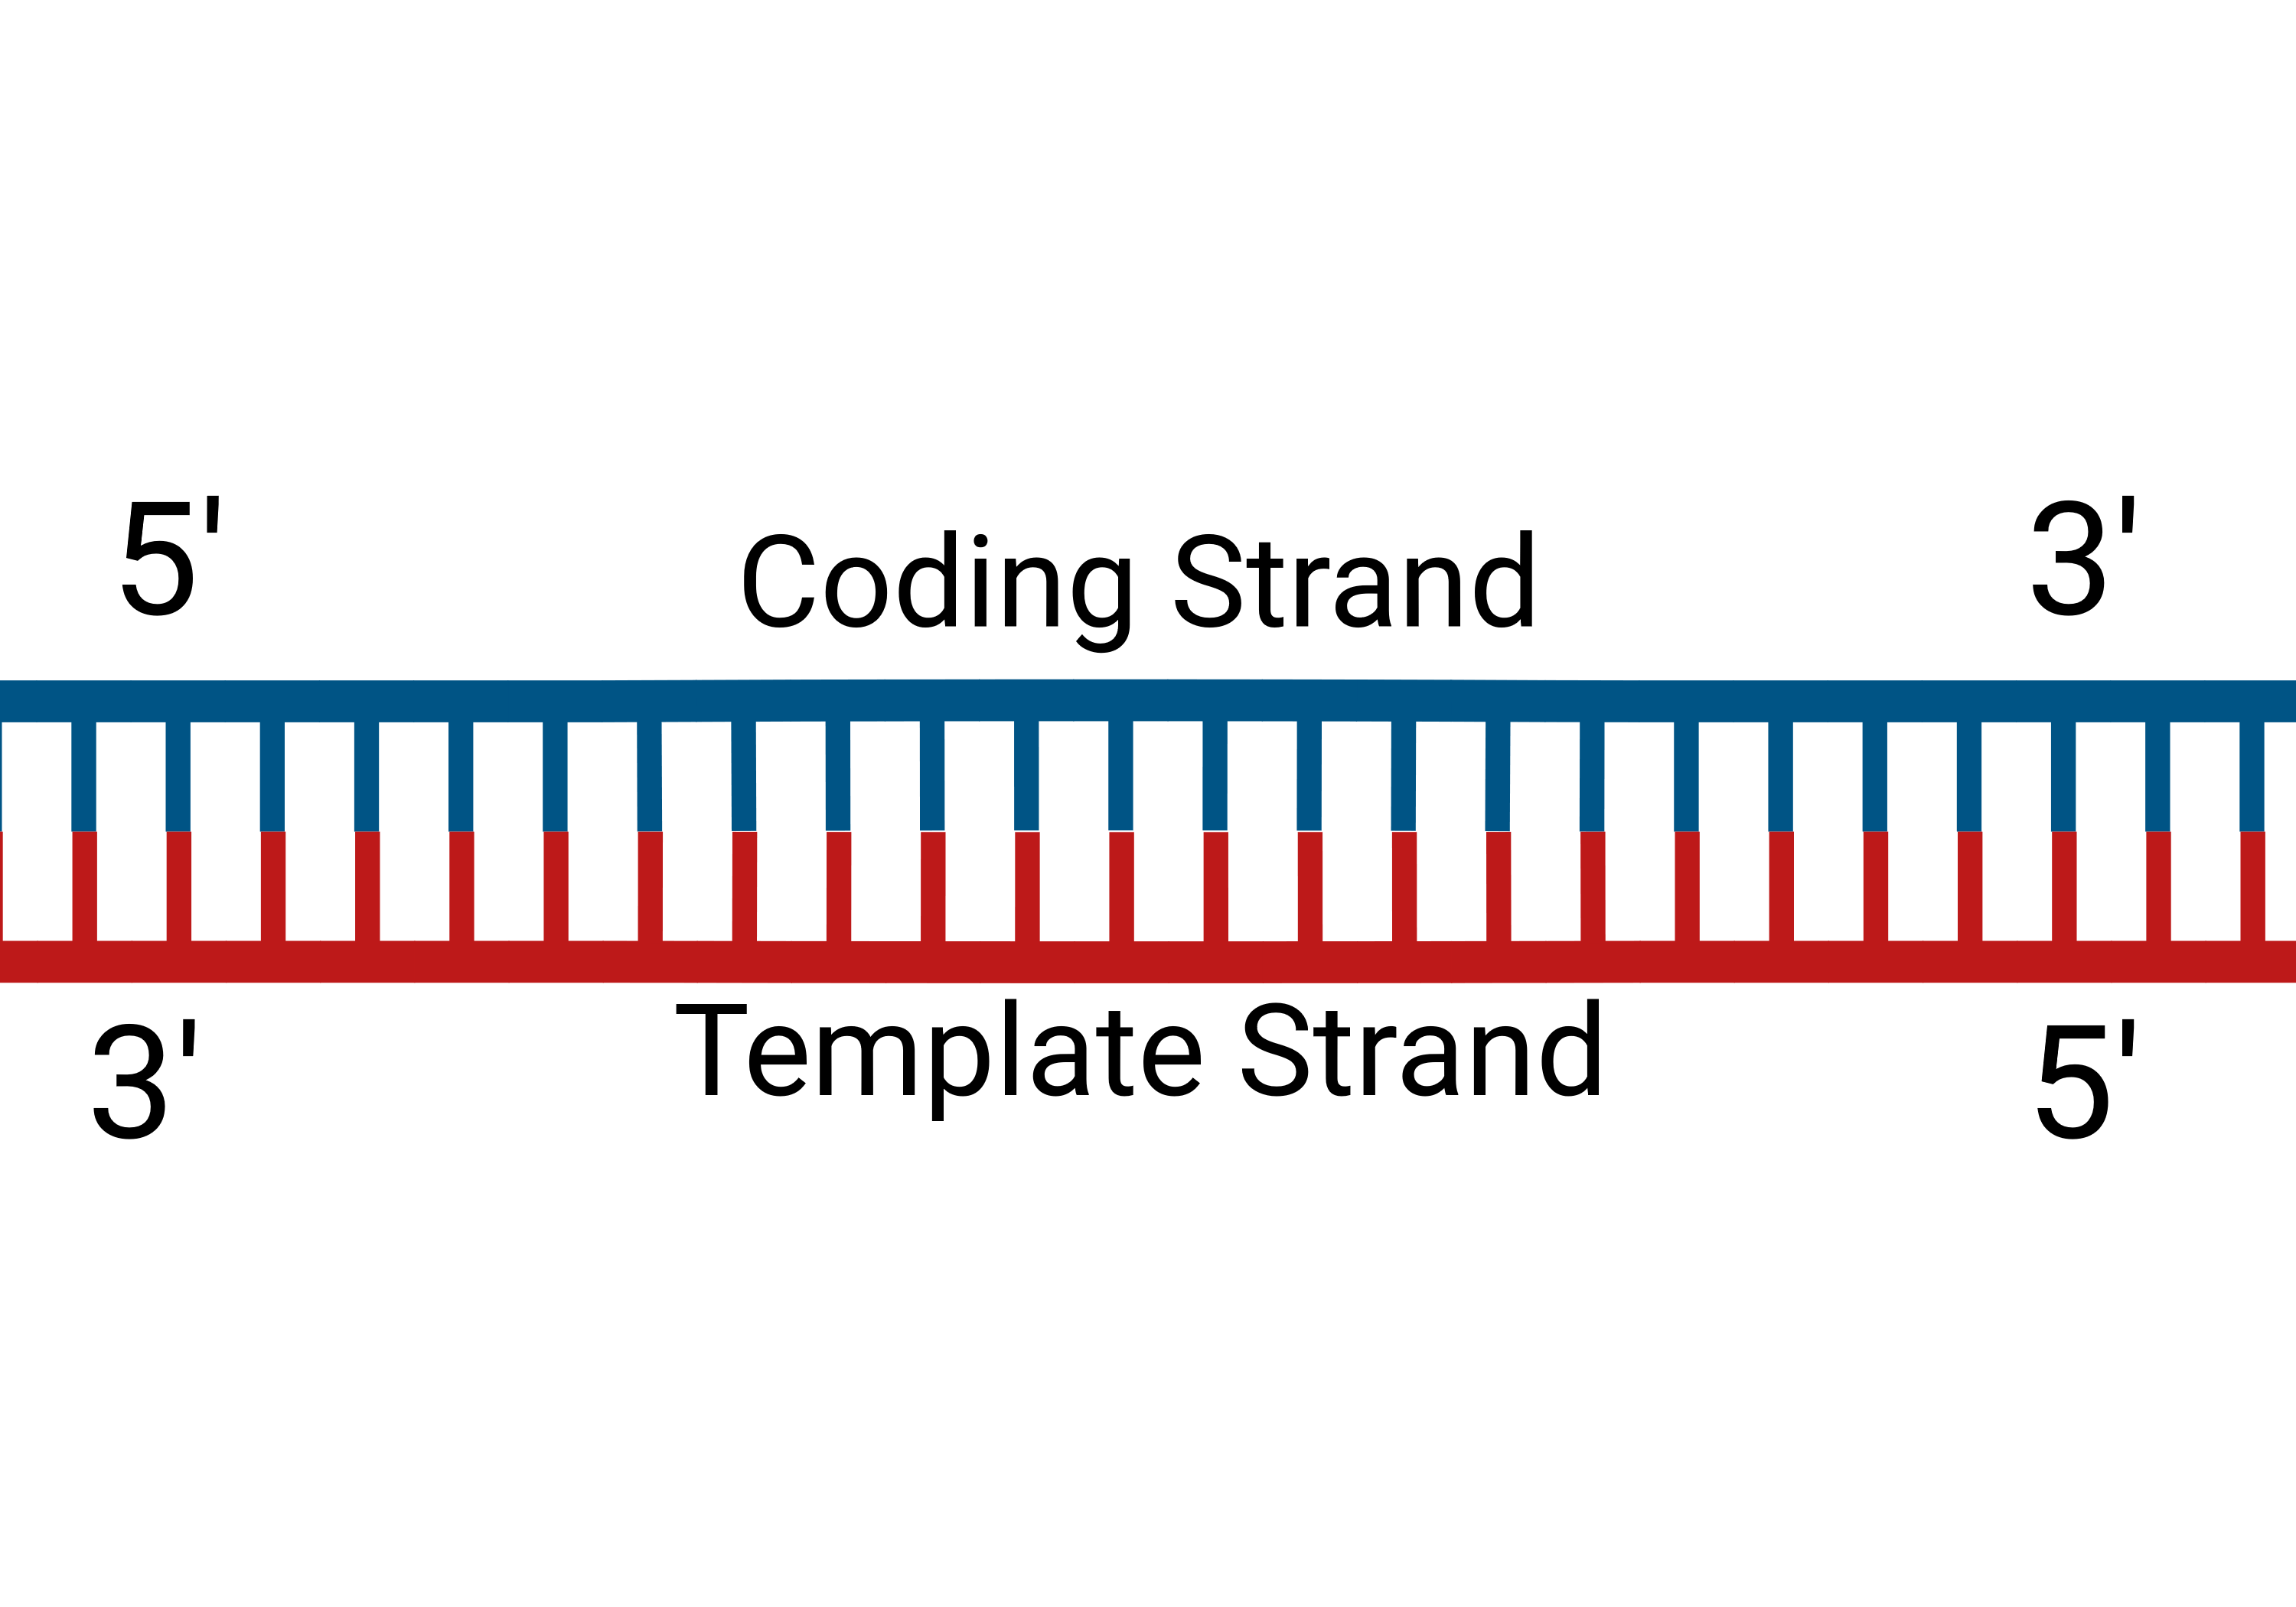 5' Coding Strand 3'
3' Template Strand 5'